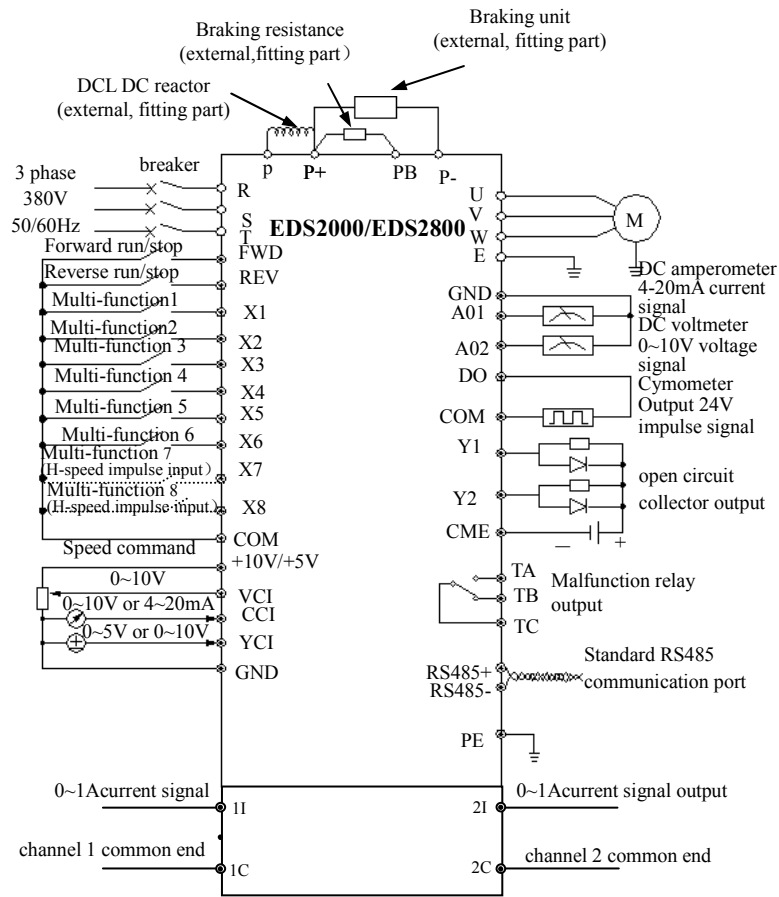 Braking resistance
(external,fitting part)
Braking unit
(external, fitting part)
DCL DC reactor
(external, fitting part)
p
P+
PB
P-
3 phase
380V
50/60Hz
breaker
R
S
T
EDS2000/EDS2800
U
V
W
E
M
Forward run/stop
FWD
Reverse run/stop
REV
Multi-function1
X1
Multi-function2
X2
Multi-function 3
X3
Multi-function 4
X4
Multi-function 5
X5
Multi-function 6
X6
Multi-function 7
(H-speed impulse input)
X7
Multi-function 8
(H-speed impulse input)
X8
COM
Speed command
+10V/+5V
0~10V
VCI
0~10V or 4~20mA
CCI
0~5V or 0~10V
YCI
GND
GND
A01
DC amperometer
4-20mA current
signal
A02
DC voltmeter
0~10V voltage
signal
DO
COM
Cymometer
Output 24V
impulse signal
Y1
Y2
CME
open circuit
collector output
— +
TA
TB
TC
Malfunction relay
output
RS485+
RS485-
Standard RS485
communication port
PE
0~1Acurrent signal
1I
channel 1 common end
1C
2I
0~1Acurrent signal output
2C
channel 2 common end